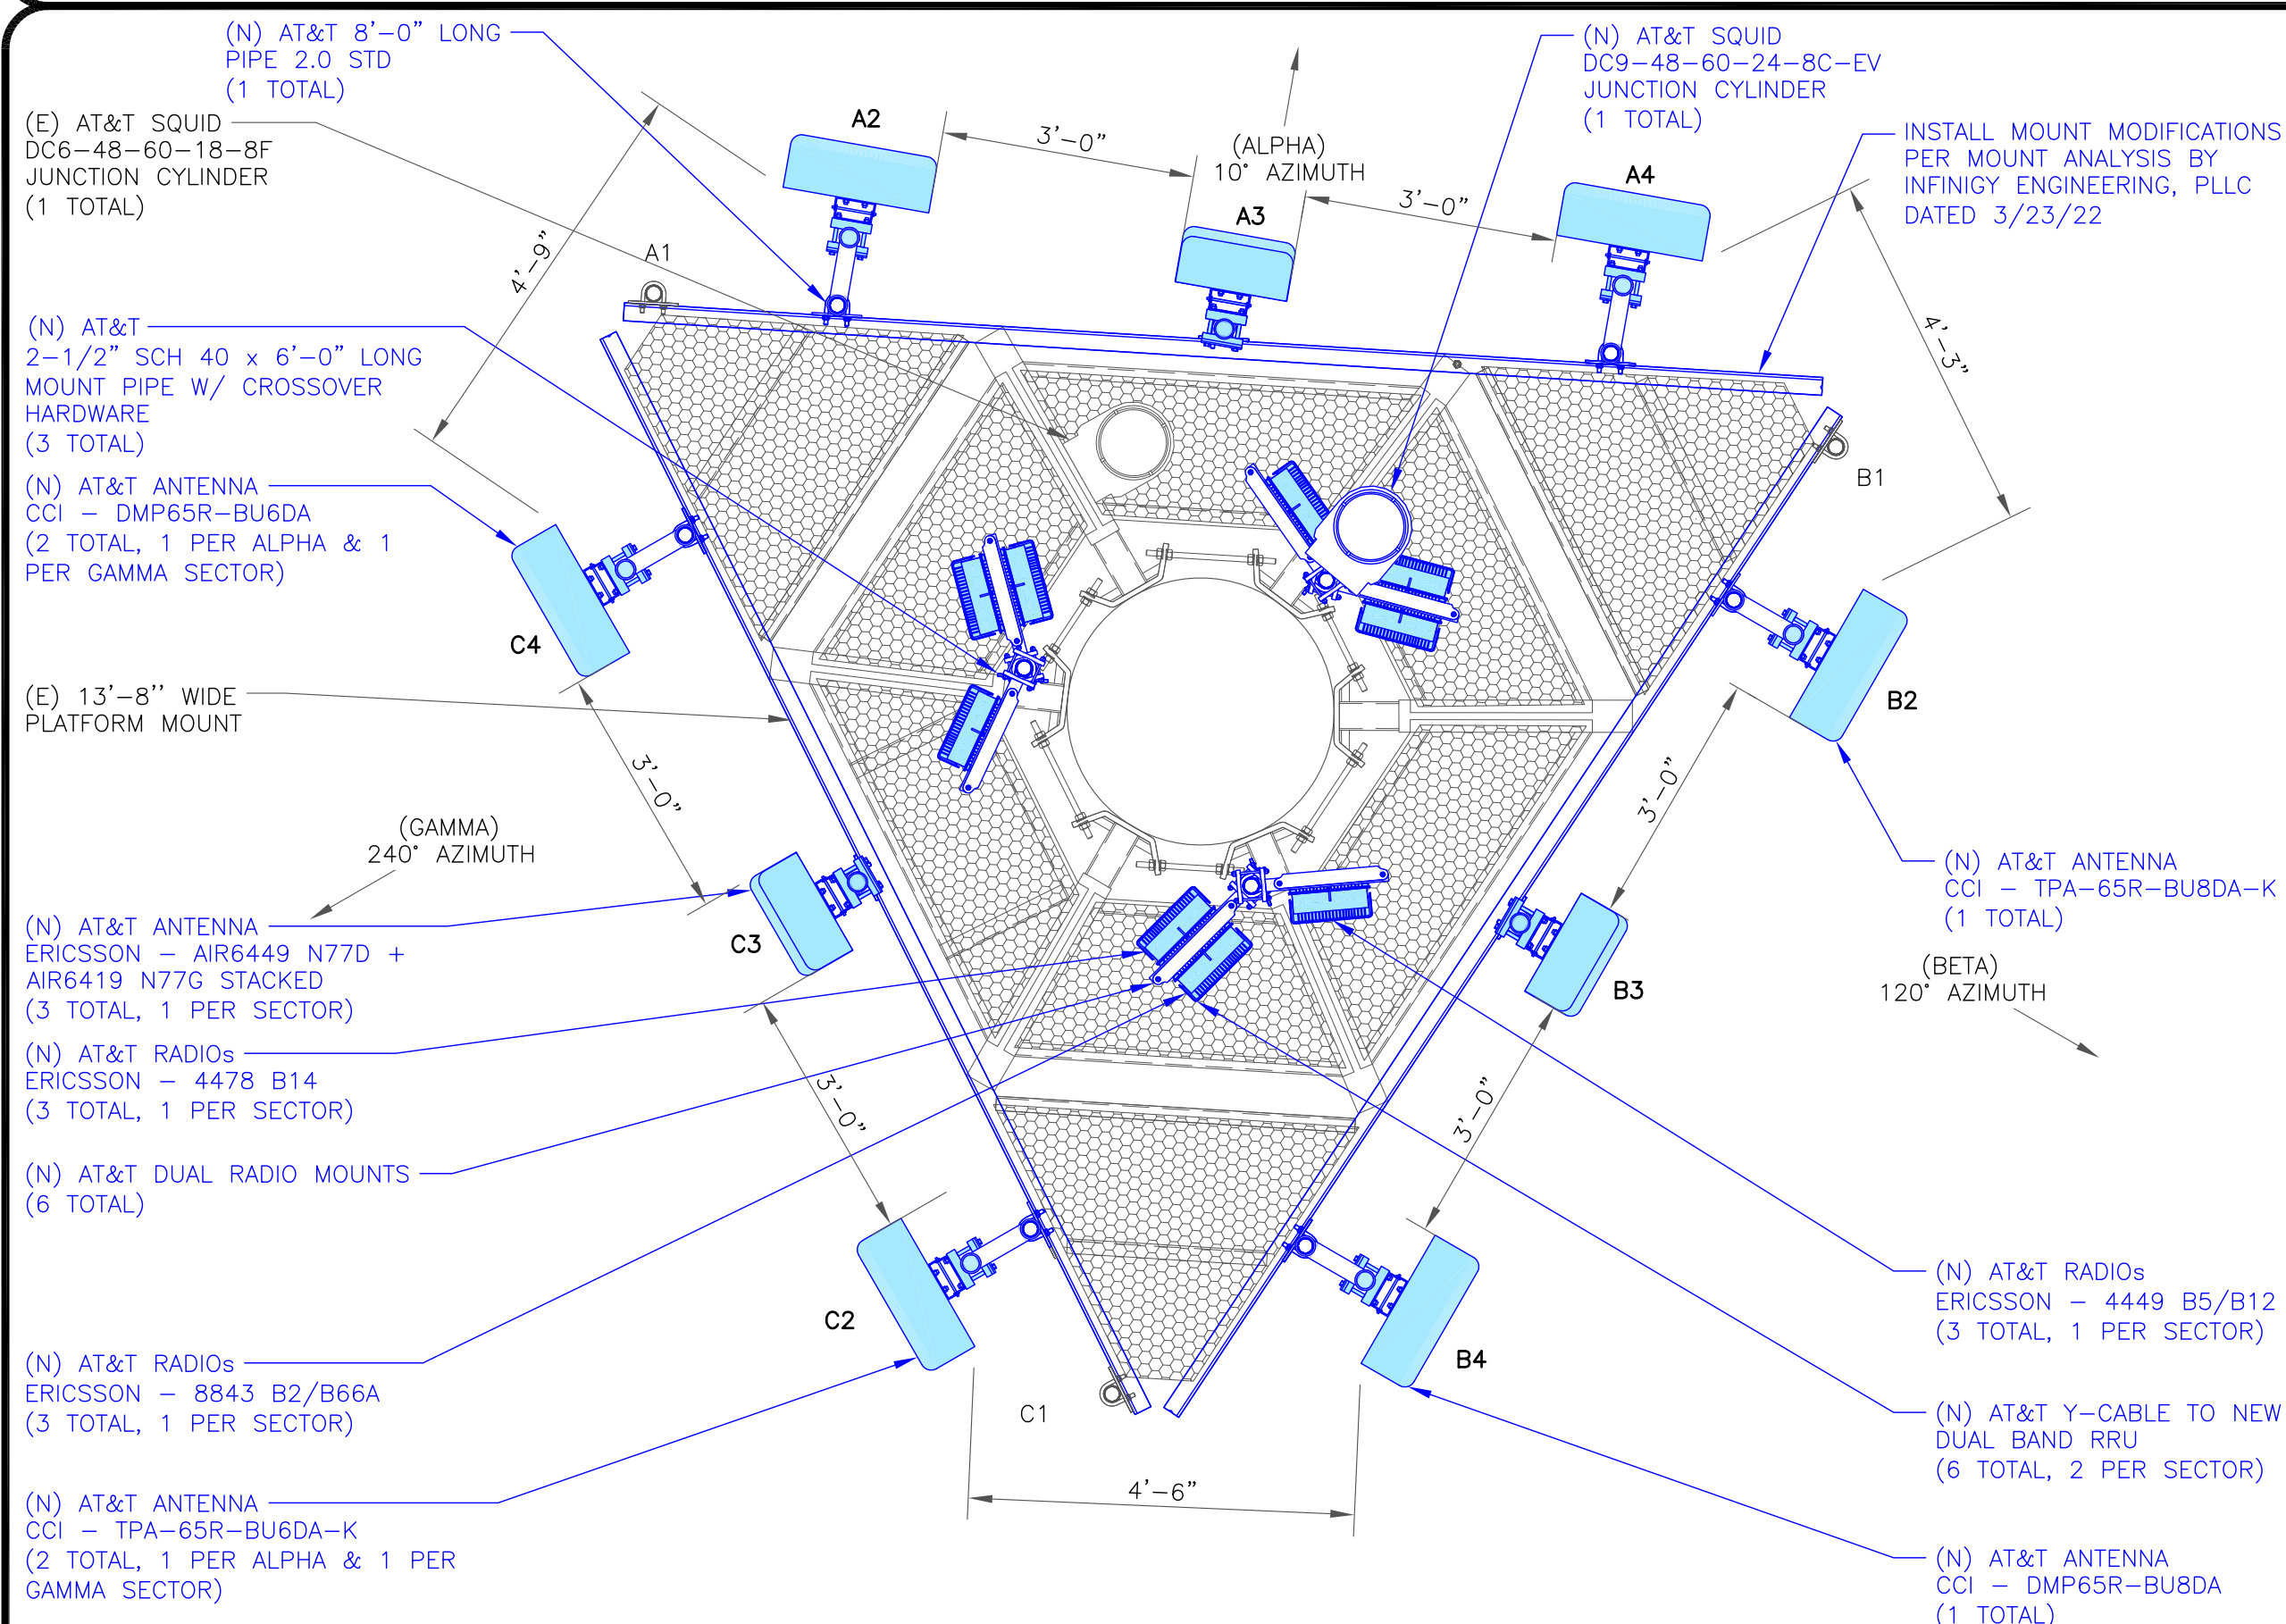 (N) AT&T 8'-0" LONG
PIPE 2.0 STD
(1 TOTAL)
(E) AT&T SQUID
DC6-48-60-18-8F
JUNCTION CYLINDER
(1 TOTAL)
(N) AT&T
2-1/2" SCH 40 x 6'-0" LONG
MOUNT PIPE W/ CROSSOVER
HARDWARE
(3 TOTAL)
(N) AT&T ANTENNA
CCI - DMP65R-BU6DA
(2 TOTAL, 1 PER ALPHA & 1
PER GAMMA SECTOR)
(E) 13'-8'' WIDE
PLATFORM MOUNT
(GAMMA)
240° AZIMUTH
(N) AT&T ANTENNA
ERICSSON - AIR6449 N77D +
AIR6419 N77G STACKED
(3 TOTAL, 1 PER SECTOR)
(N) AT&T RADIOs
ERICSSON - 4478 B14
(3 TOTAL, 1 PER SECTOR)
(N) AT&T DUAL RADIO MOUNTS
(6 TOTAL)
(N) AT&T RADIOs
ERICSSON - 8843 B2/B66A
(3 TOTAL, 1 PER SECTOR)
(N) AT&T ANTENNA
CCI - TPA-65R-BU6DA-K
(2 TOTAL, 1 PER ALPHA & 1 PER
GAMMA SECTOR)
A1
A2
A3
A4
3'-0"
(ALPHA)
10° AZIMUTH
3'-0"
4'-9"
4'-3"
C4
3'-0"
C3
3'-0"
C2
C1
4'-6"
B1
B2
3'-0"
B3
3'-0"
B4
(N) AT&T SQUID
DC9-48-60-24-8C-EV
JUNCTION CYLINDER
(1 TOTAL)
INSTALL MOUNT MODIFICATIONS
PER MOUNT ANALYSIS BY
INFINIGY ENGINEERING, PLLC
DATED 3/23/22
(N) AT&T ANTENNA
CCI - TPA-65R-BU8DA-K
(1 TOTAL)
(BETA)
120° AZIMUTH
(N) AT&T RADIOs
ERICSSON - 4449 B5/B12
(3 TOTAL, 1 PER SECTOR)
(N) AT&T Y-CABLE TO NEW
DUAL BAND RRU
(6 TOTAL, 2 PER SECTOR)
(N) AT&T ANTENNA
CCI - DMP65R-BU8DA
(1 TOTAL)